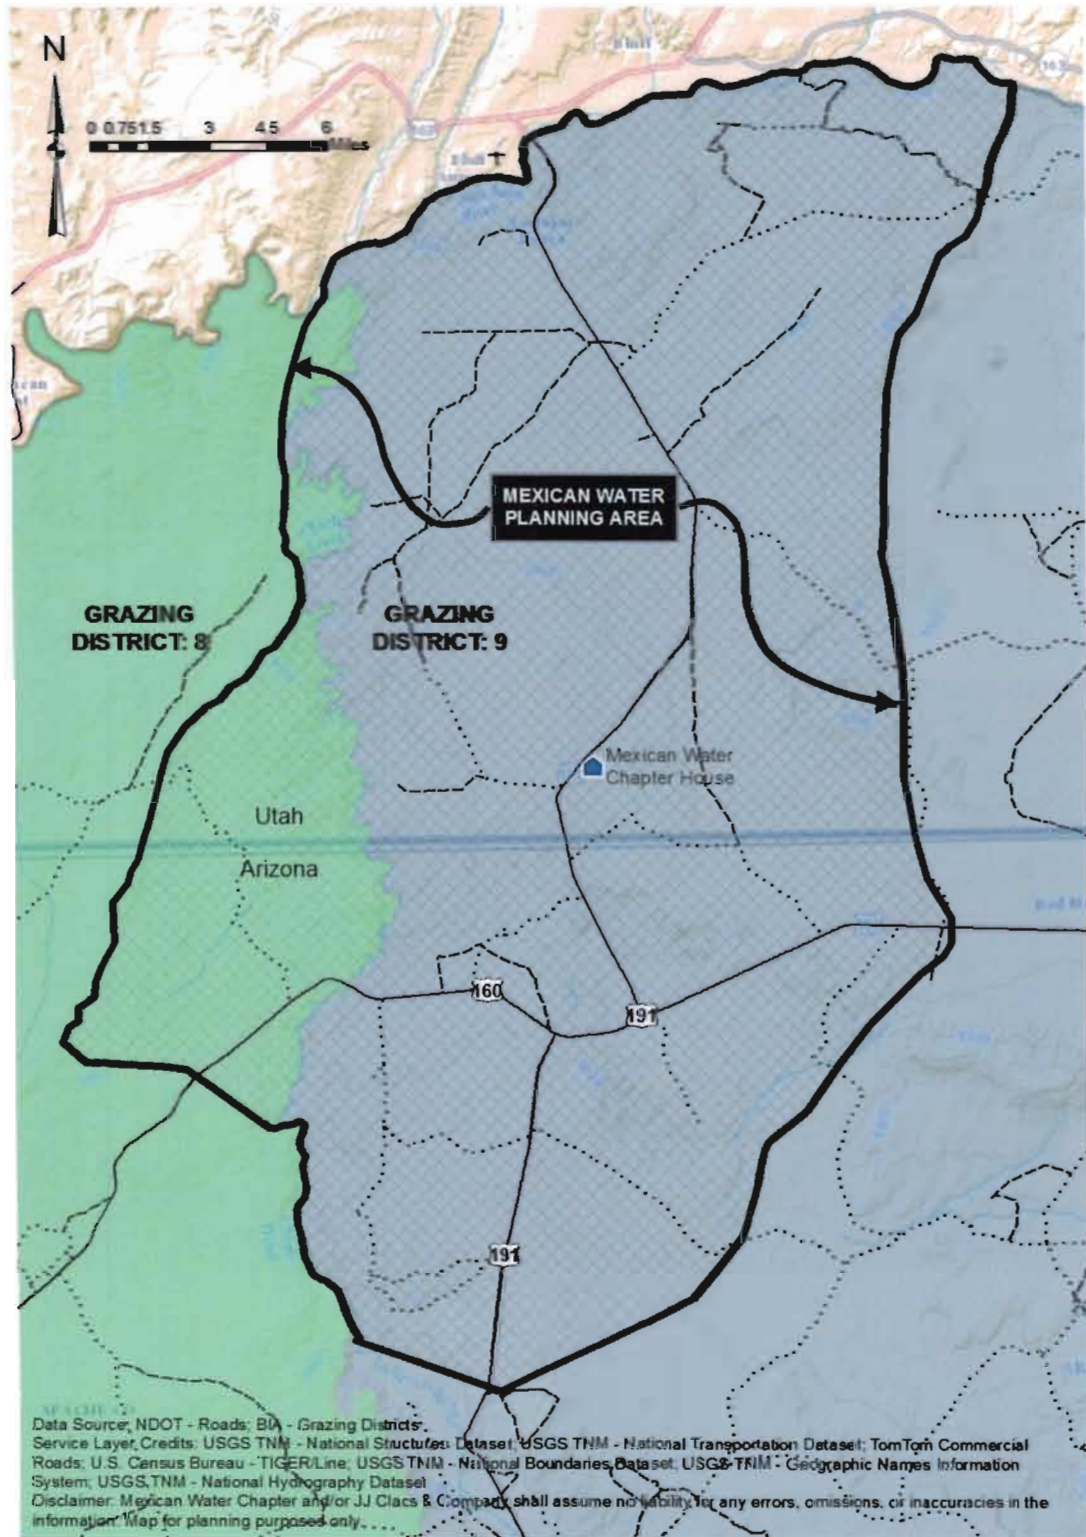 N
0 0.75 1.5 3 4.5 6
Miles
Bluff
163
MEXICAN WATER
PLANNING AREA
GRAZING
DISTRICT: 8
GRAZING
DISTRICT: 9
Mexican Water
Chapter House
Utah
Arizona
160
191
191
Data Source; NDOT - Roads; BIA - Grazing Districts
Service Layer Credits: USGS TNM - National Structures Dataset; USGS TNM - National Transportation Dataset; TomTom Commercial
Roads; U.S. Census Bureau - TIGER/Line; USGS TNM - National Boundaries Dataset; USGS TNM - Geographic Names Information
System; USGS TNM - National Hydrography Dataset
Disclaimer: Mexican Water Chapter and/or JJ Clacs & Company shall assume no liability for any errors, omissions, or inaccuracies in the
information. Map for planning purposes only.